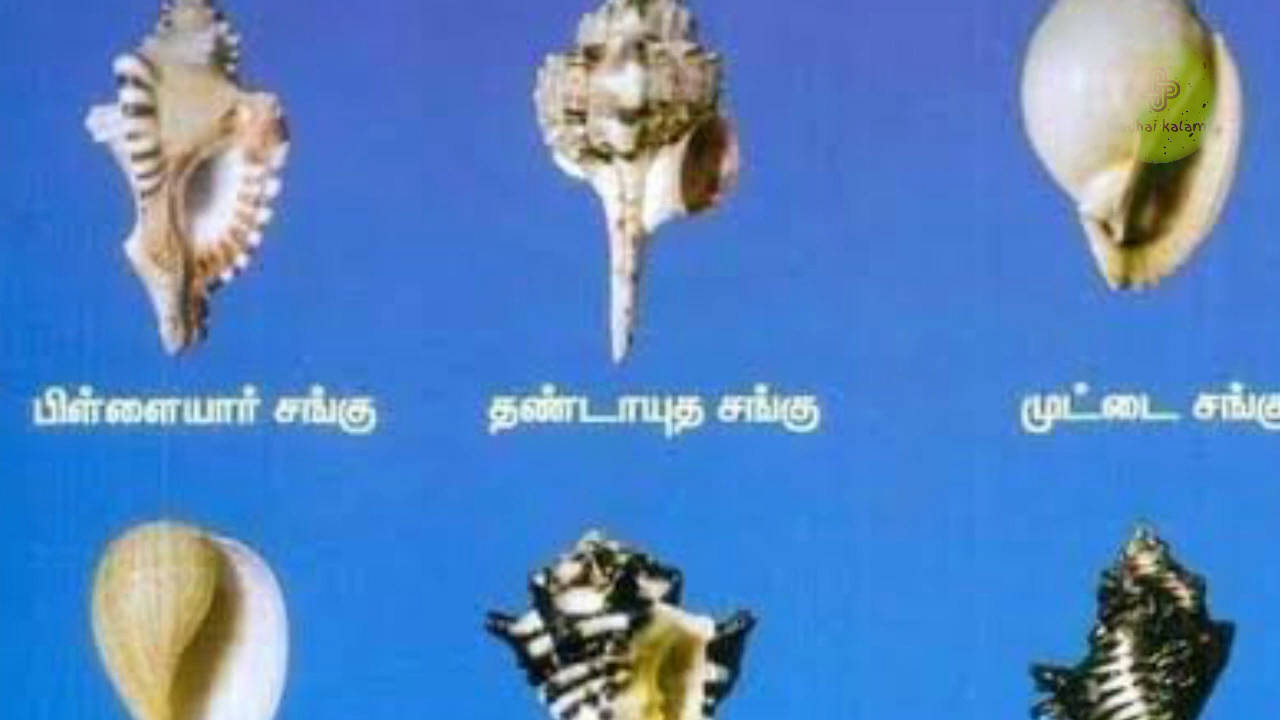 பிள்ளையார் சங்கு
தண்டாயுத சங்கு
முட்டை சங்கு